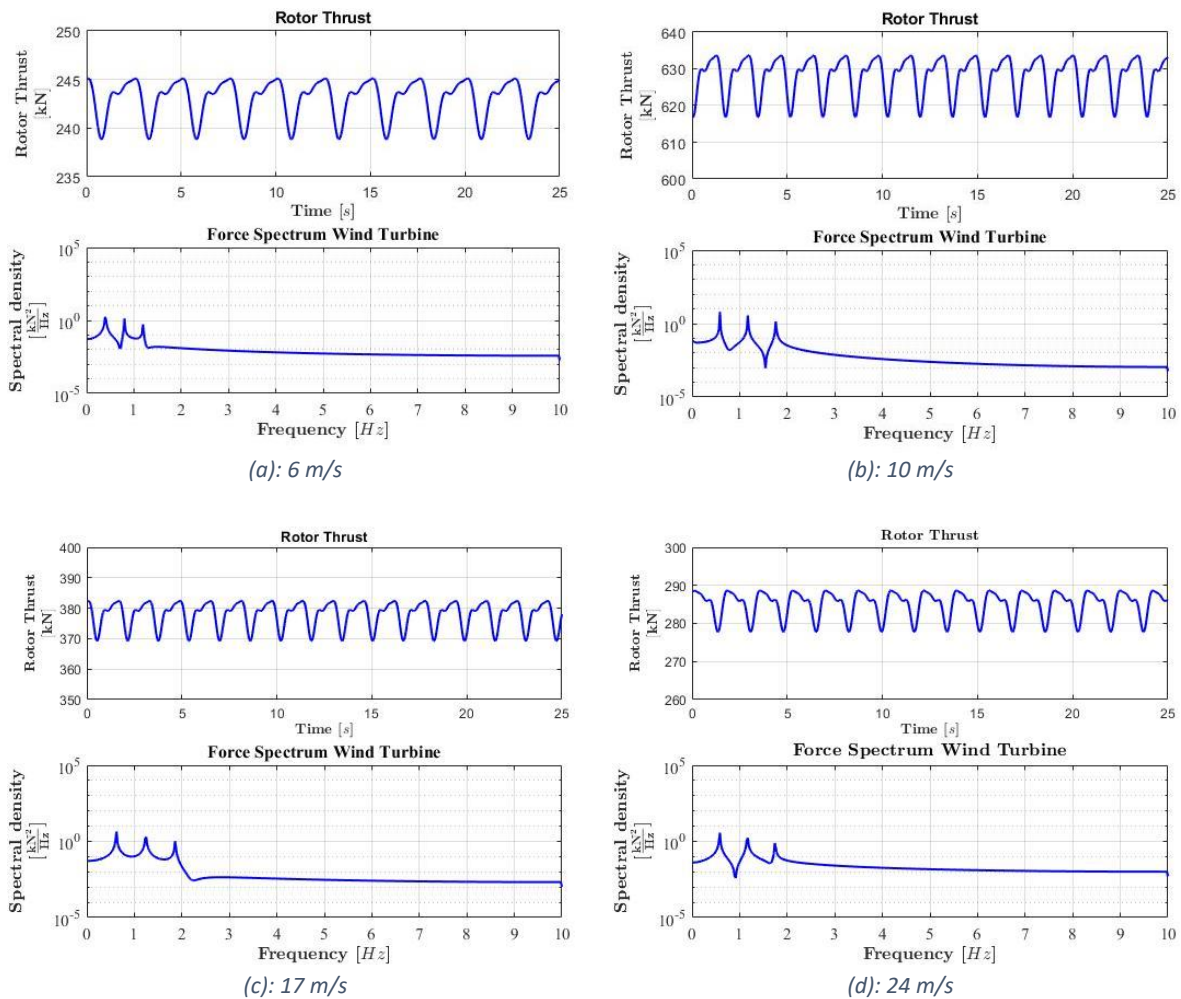 Rotor Thrust
250
245
240
235
Rotor Thrust
[kN]
0 5 10 15 20 25
Time [s]
Force Spectrum Wind Turbine
10^5
10^0
10^-5
Spectral density
[kN^2/Hz]
0 1 2 3 4 5 6 7 8 9 10
Frequency [Hz]
(a): 6 m/s
Rotor Thrust
640
630
620
610
600
Rotor Thrust
[kN]
0 5 10 15 20 25
Time [s]
Force Spectrum Wind Turbine
10^5
10^0
10^-5
Spectral density
[kN^2/Hz]
0 1 2 3 4 5 6 7 8 9 10
Frequency [Hz]
(b): 10 m/s
Rotor Thrust
400
390
380
370
360
350
Rotor Thrust
[kN]
0 5 10 15 20 25
Time [s]
Force Spectrum Wind Turbine
10^5
10^0
10^-5
Spectral density
[kN^2/Hz]
0 1 2 3 4 5 6 7 8 9 10
Frequency [Hz]
(c): 17 m/s
Rotor Thrust
300
290
280
270
260
Rotor Thrust
[kN]
0 5 10 15 20 25
Time [s]
Force Spectrum Wind Turbine
10^5
10^0
10^-5
Spectral density
[kN^2/Hz]
0 1 2 3 4 5 6 7 8 9 10
Frequency [Hz]
(d): 24 m/s